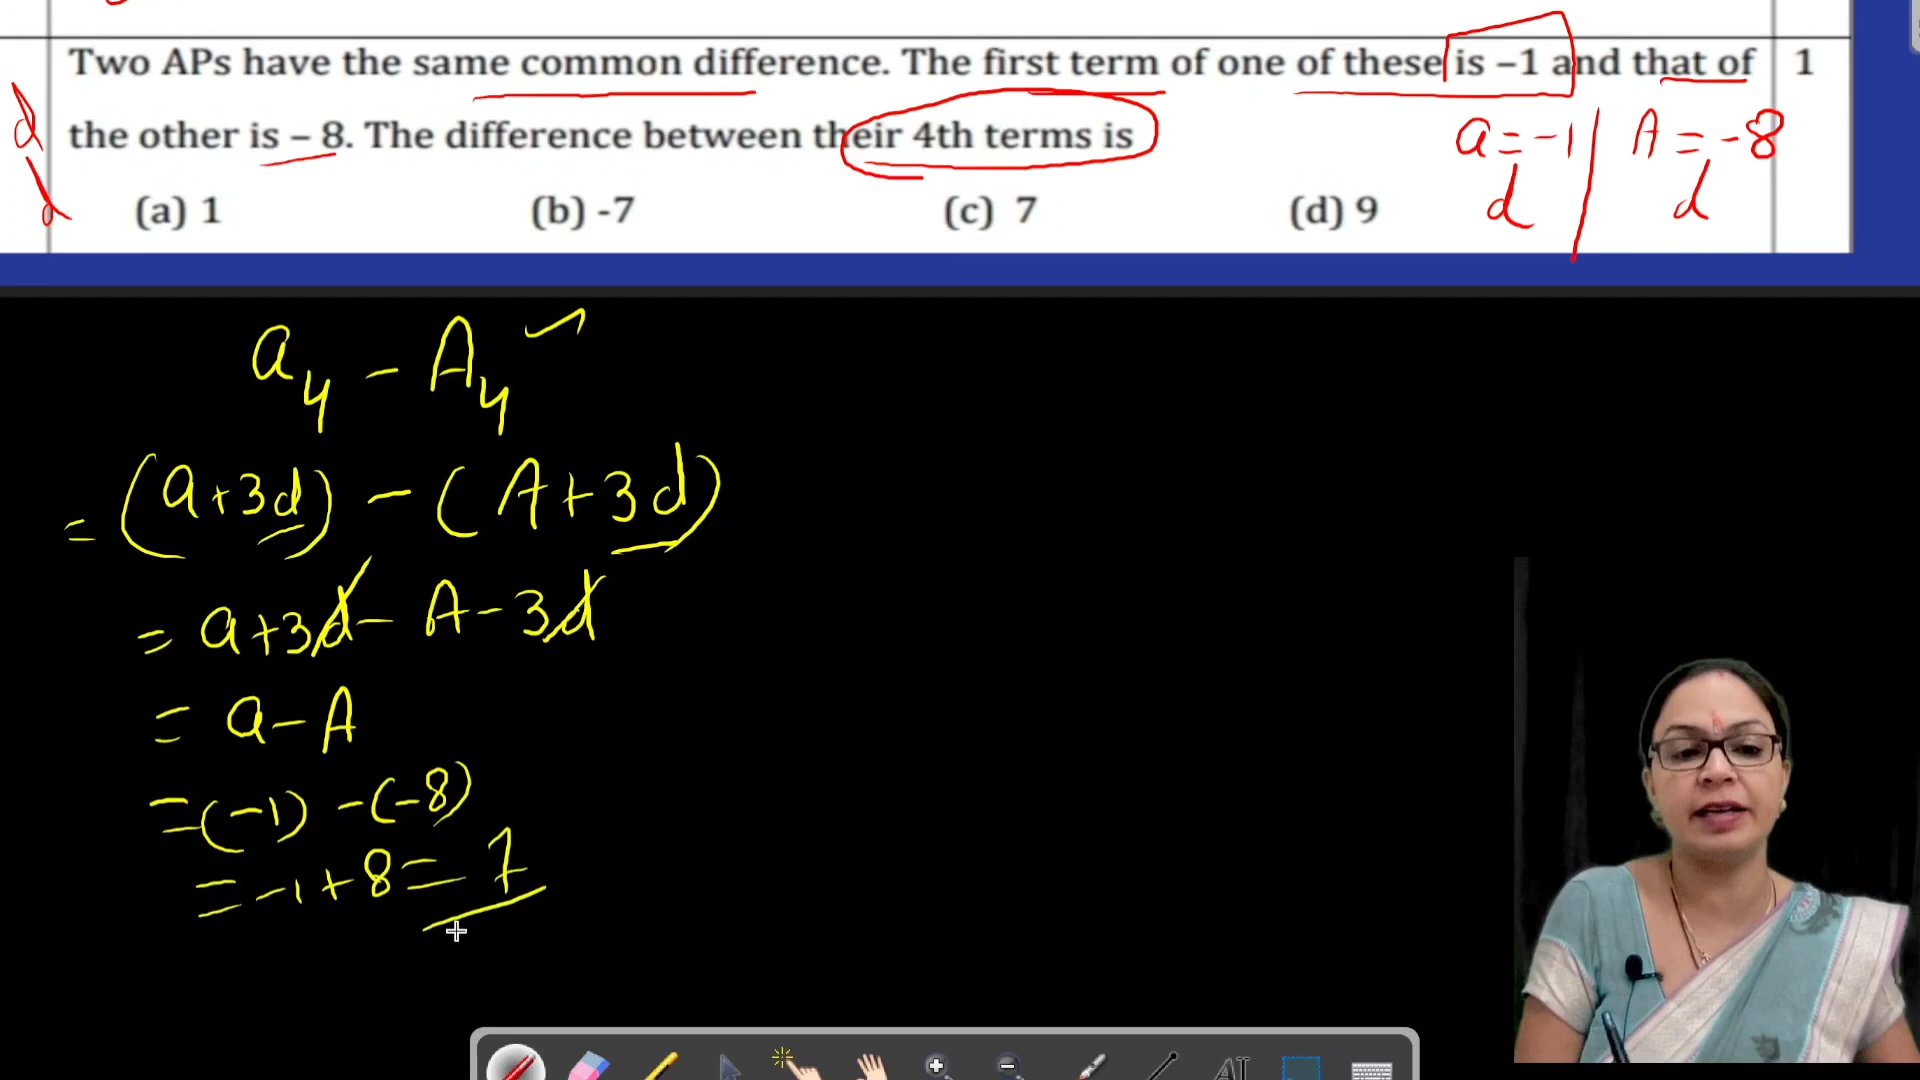 Two APs have the same common difference. The first term of one of these is –1 and that of 1
the other is – 8. The difference between their 4th terms is
a = -1 A = -8
d
d
d d
(a) 1 (b) -7 (c) 7 (d) 9
a4 - A4
= (a+3d) - (A+3d)
= a+3d - A - 3d
= a - A
= (-1) - (-8)
= -1 + 8 = 7
AI